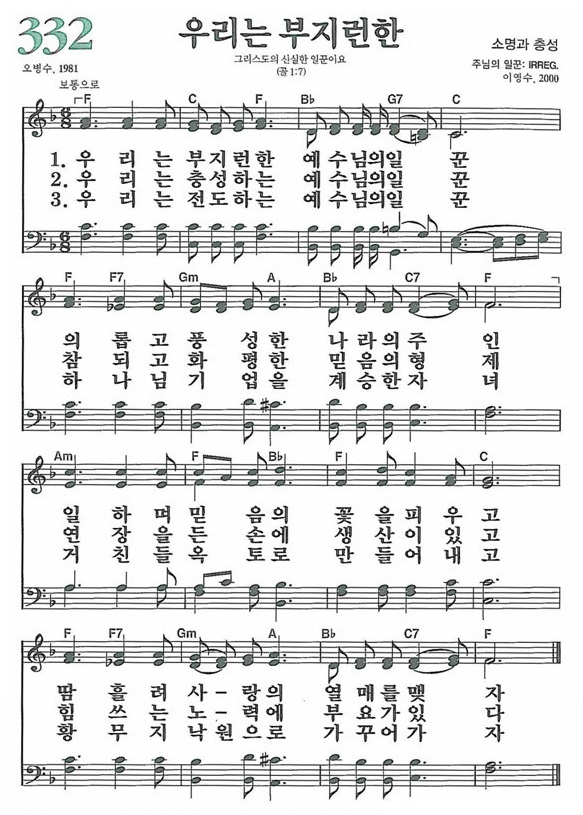 332
우리는 부지런한
소명과 충성
오병수, 1981
그리스도의 신실한 일꾼이요
(골 1:7)
주님의 일꾼: IRREG.
이영수, 2000
보통으로
F C F B♭ G7 C
1. 우 리 는 부지런한 예 수 님의일 꾼
2. 우 리 는 충성하는 예 수 님의일 꾼
3. 우 리 는 전도하는 예 수 님의일 꾼
F F7 Gm A B♭ C7 F
의 롭 고 풍 성한 나 라의주 인
참 되 고 화 평한 믿 음의형 제
하 나 님 기 업을 계 승한자 녀
Am F B♭ F C
일 하 며 믿 음의 꽃 을 피 우 고
연 장 을 든 손에 생 산 이 있 고
거 친 들 옥 토로 만 들 어 내 고
F F7 Gm A B♭ C7 F
땀 흘 려 사 - 랑의 열 매를맺 자
힘 쓰 는 노 - 력에 부 요가있 다
황 무 지 낙 원으로 가 꾸어가 자